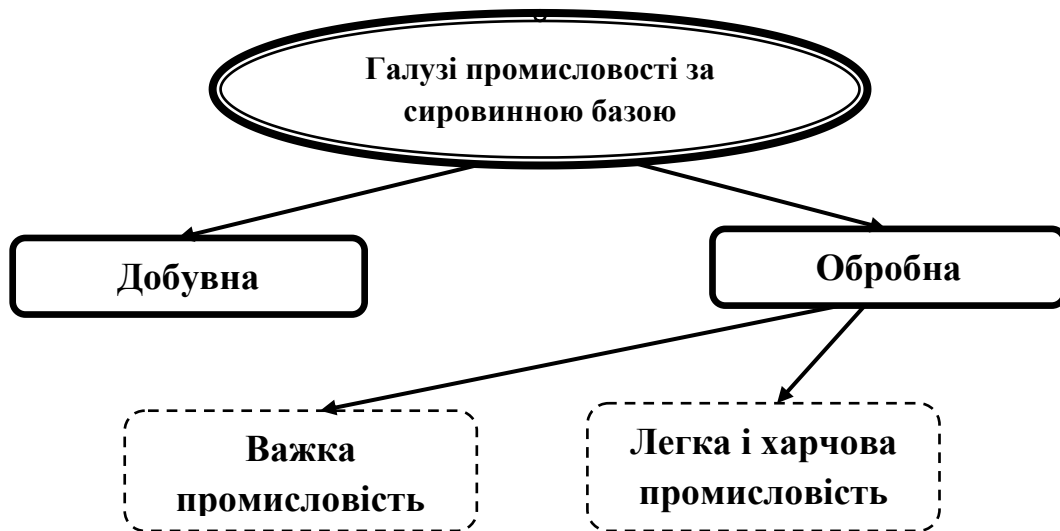 Галузі промисловості за
сировинною базою
Добувна
Обробна
Важка
промисловість
Легка і харчова
промисловість